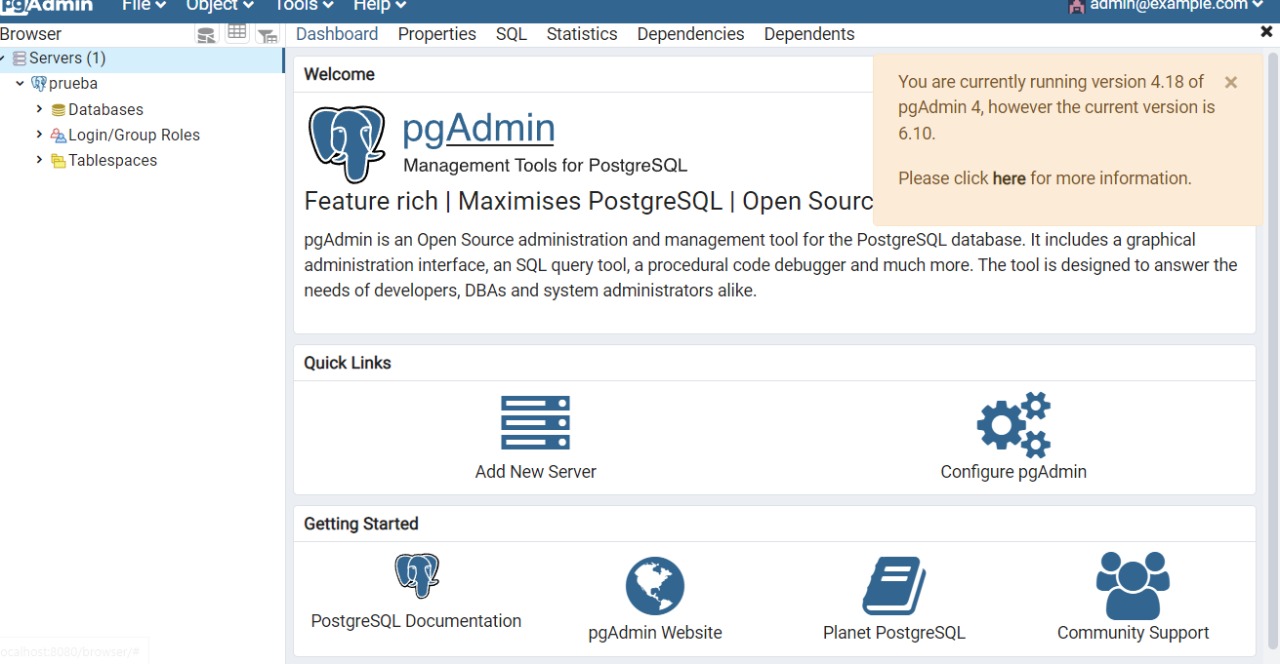 pgAdmin File Object Tools Help admin@example.com
Browser Dashboard Properties SQL Statistics Dependencies Dependents
Servers (1)
prueba
Databases
Login/Group Roles
Tablespaces
Welcome
pgAdmin
Management Tools for PostgreSQL
Feature rich | Maximises PostgreSQL | Open Sourc
pgAdmin is an Open Source administration and management tool for the PostgreSQL database. It includes a graphical
administration interface, an SQL query tool, a procedural code debugger and much more. The tool is designed to answer the
needs of developers, DBAs and system administrators alike.
You are currently running version 4.18 of
pgAdmin 4, however the current version is
6.10.
Please click here for more information.
Quick Links
Add New Server
Configure pgAdmin
Getting Started
PostgreSQL Documentation
pgAdmin Website
Planet PostgreSQL
Community Support
ocalhost:8080/browser/#